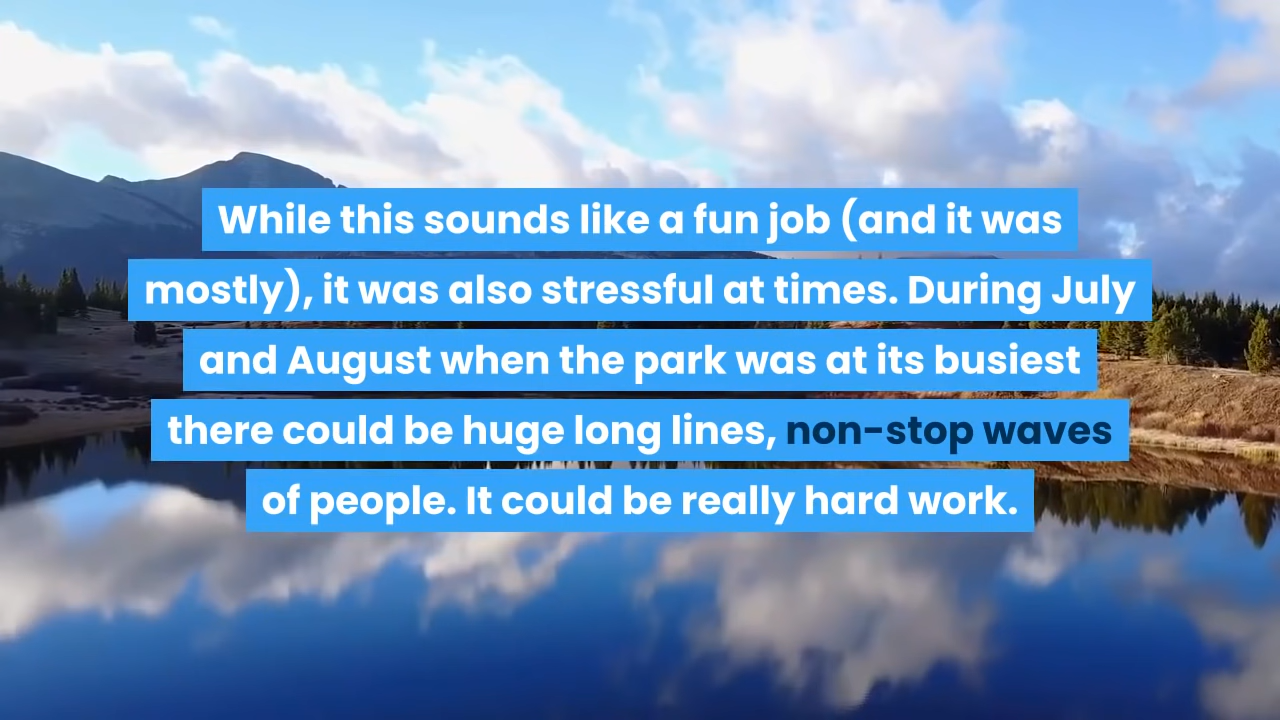 While this sounds like a fun job (and it was
mostly), it was also stressful at times. During July
and August when the park was at its busiest
there could be huge long lines, non-stop waves
of people. It could be really hard work.